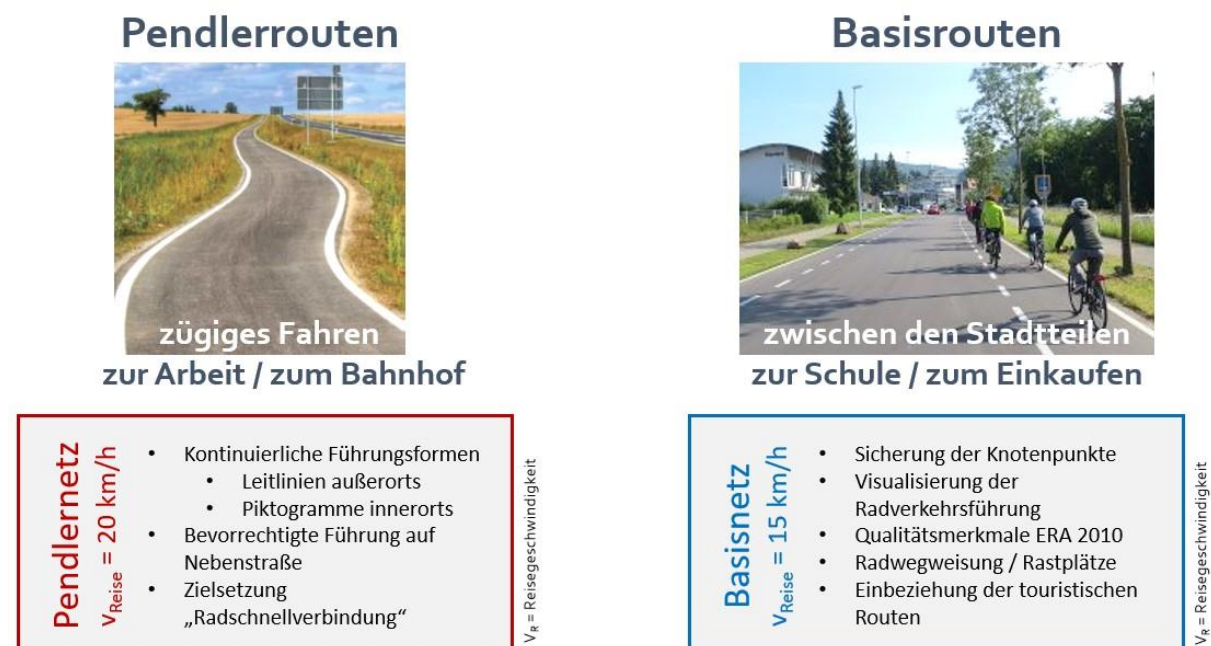 Pendlerrouten
zügiges Fahren
zur Arbeit / zum Bahnhof
Pendlernetz
vReise = 20 km/h
• Kontinuierliche Führungsformen
• Leitlinien außerorts
• Piktogramme innerorts
• Bevorrechtigte Führung auf
Nebenstraße
• Zielsetzung
„Radschnellverbindung“
VR = Reisegeschwindigkeit
Basisrouten
zwischen den Stadtteilen
zur Schule / zum Einkaufen
Basisnetz
vReise = 15 km/h
• Sicherung der Knotenpunkte
• Visualisierung der
Radverkehrsführung
• Qualitätsmerkmale ERA 2010
• Radwegweisung / Rastplätze
• Einbeziehung der touristischen
Routen
VR = Reisegeschwindigkeit